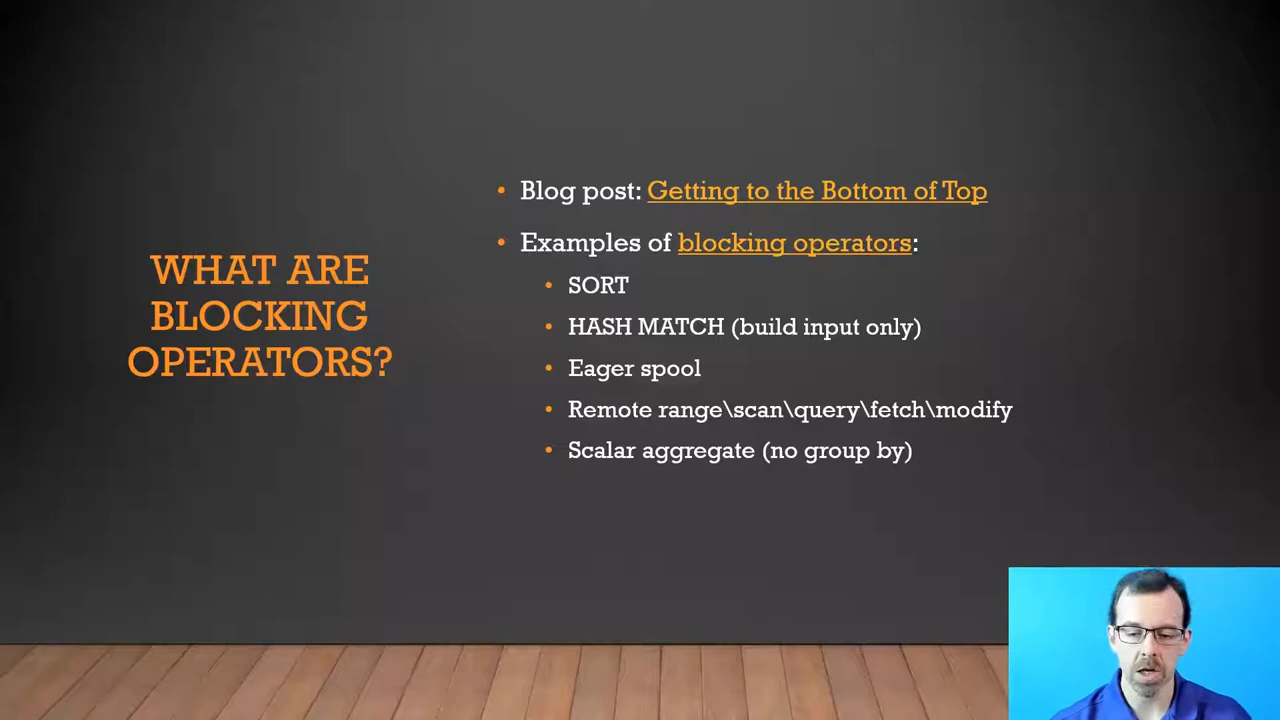 WHAT ARE
BLOCKING
OPERATORS?
• Blog post: Getting to the Bottom of Top
• Examples of blocking operators:
• SORT
• HASH MATCH (build input only)
• Eager spool
• Remote range\scan\query\fetch\modify
• Scalar aggregate (no group by)